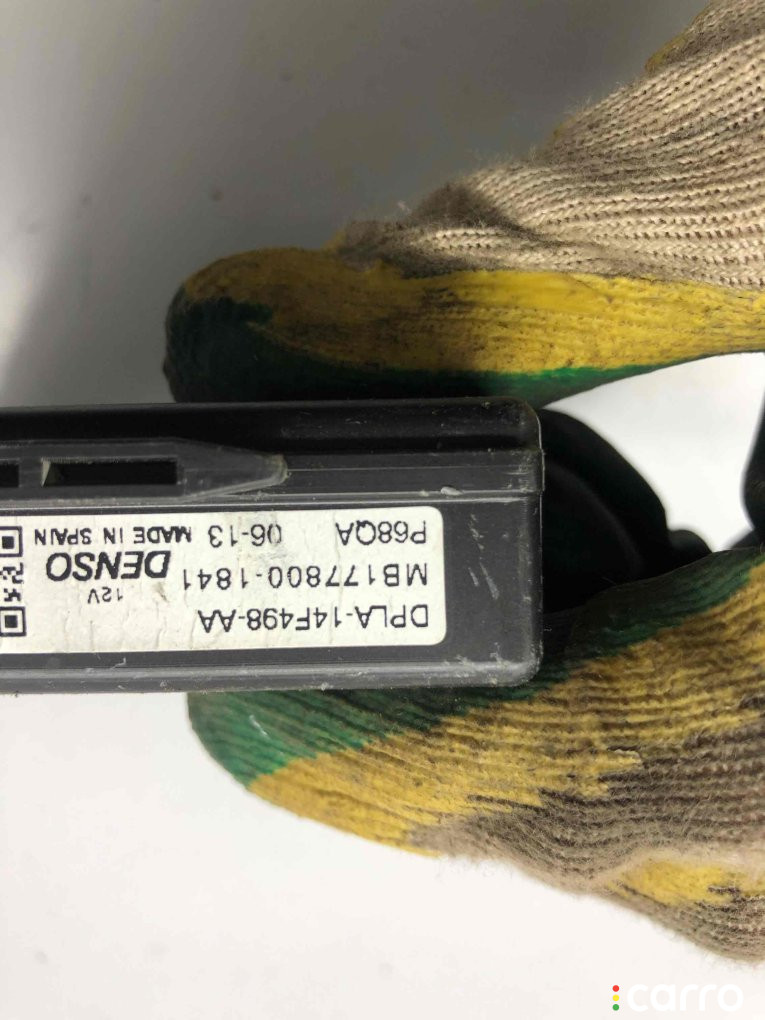 DPLA-14F498-AA
MB177800-1841
12V
DENSO
P68QA 06-13 MADE IN SPAIN
carro